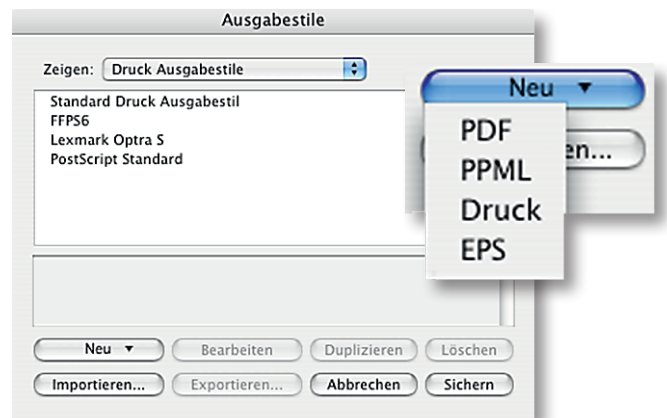 Ausgabestile
Zeigen: Druck Ausgabestile
Standard Druck Ausgabestil
FFPS6
Lexmark Optra S
PostScript Standard
Neu
Bearbeiten
Duplizieren
Löschen
Importieren...
Exportieren...
Abbrechen
Sichern
Neu
en...
PDF
PPML
Druck
EPS